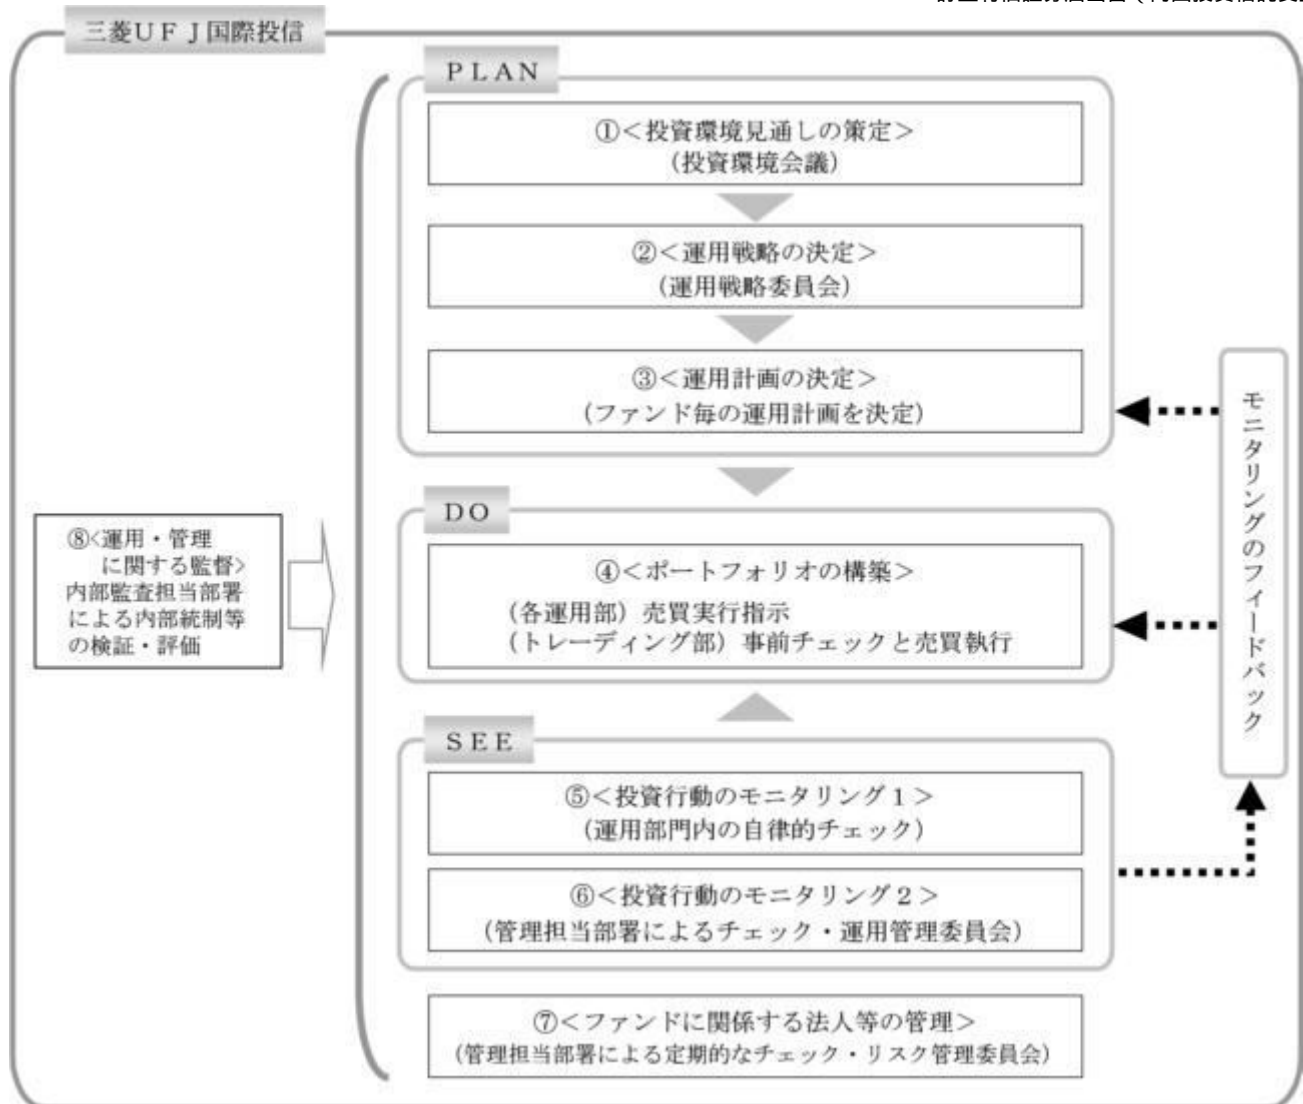 三菱ＵＦＪ国際投信
ＰＬＡＮ
①＜投資環境見通しの策定＞
（投資環境会議）
②＜運用戦略の決定＞
（運用戦略委員会）
③＜運用計画の決定＞
（ファンド毎の運用計画を決定）
ＤＯ
④＜ポートフォリオの構築＞
（各運用部）売買実行指示
（トレーディング部）事前チェックと売買執行
ＳＥＥ
⑤＜投資行動のモニタリング１＞
（運用部門内の自律的チェック）
⑥＜投資行動のモニタリング２＞
（管理担当部署によるチェック・運用管理委員会）
⑦＜ファンドに関係する法人等の管理＞
（管理担当部署による定期的なチェック・リスク管理委員会）
⑧<運用・管理
に関する監督>
内部監査担当部署
による内部統制等
の検証・評価
モニタリングのフィードバック